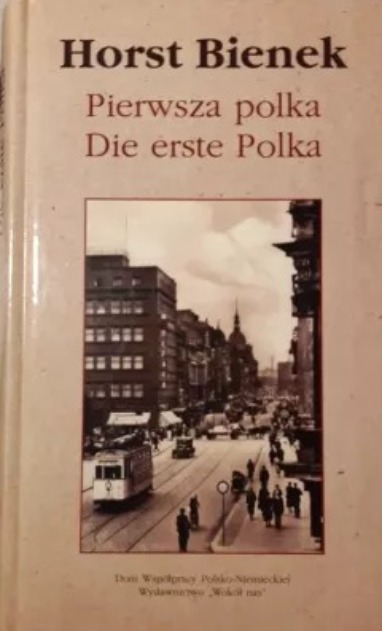 Horst Bienek
Pierwsza polka
Die erste Polka
Dom Współpracy Polsko-Niemieckiej
Wydawnictwo „Wokół nas"